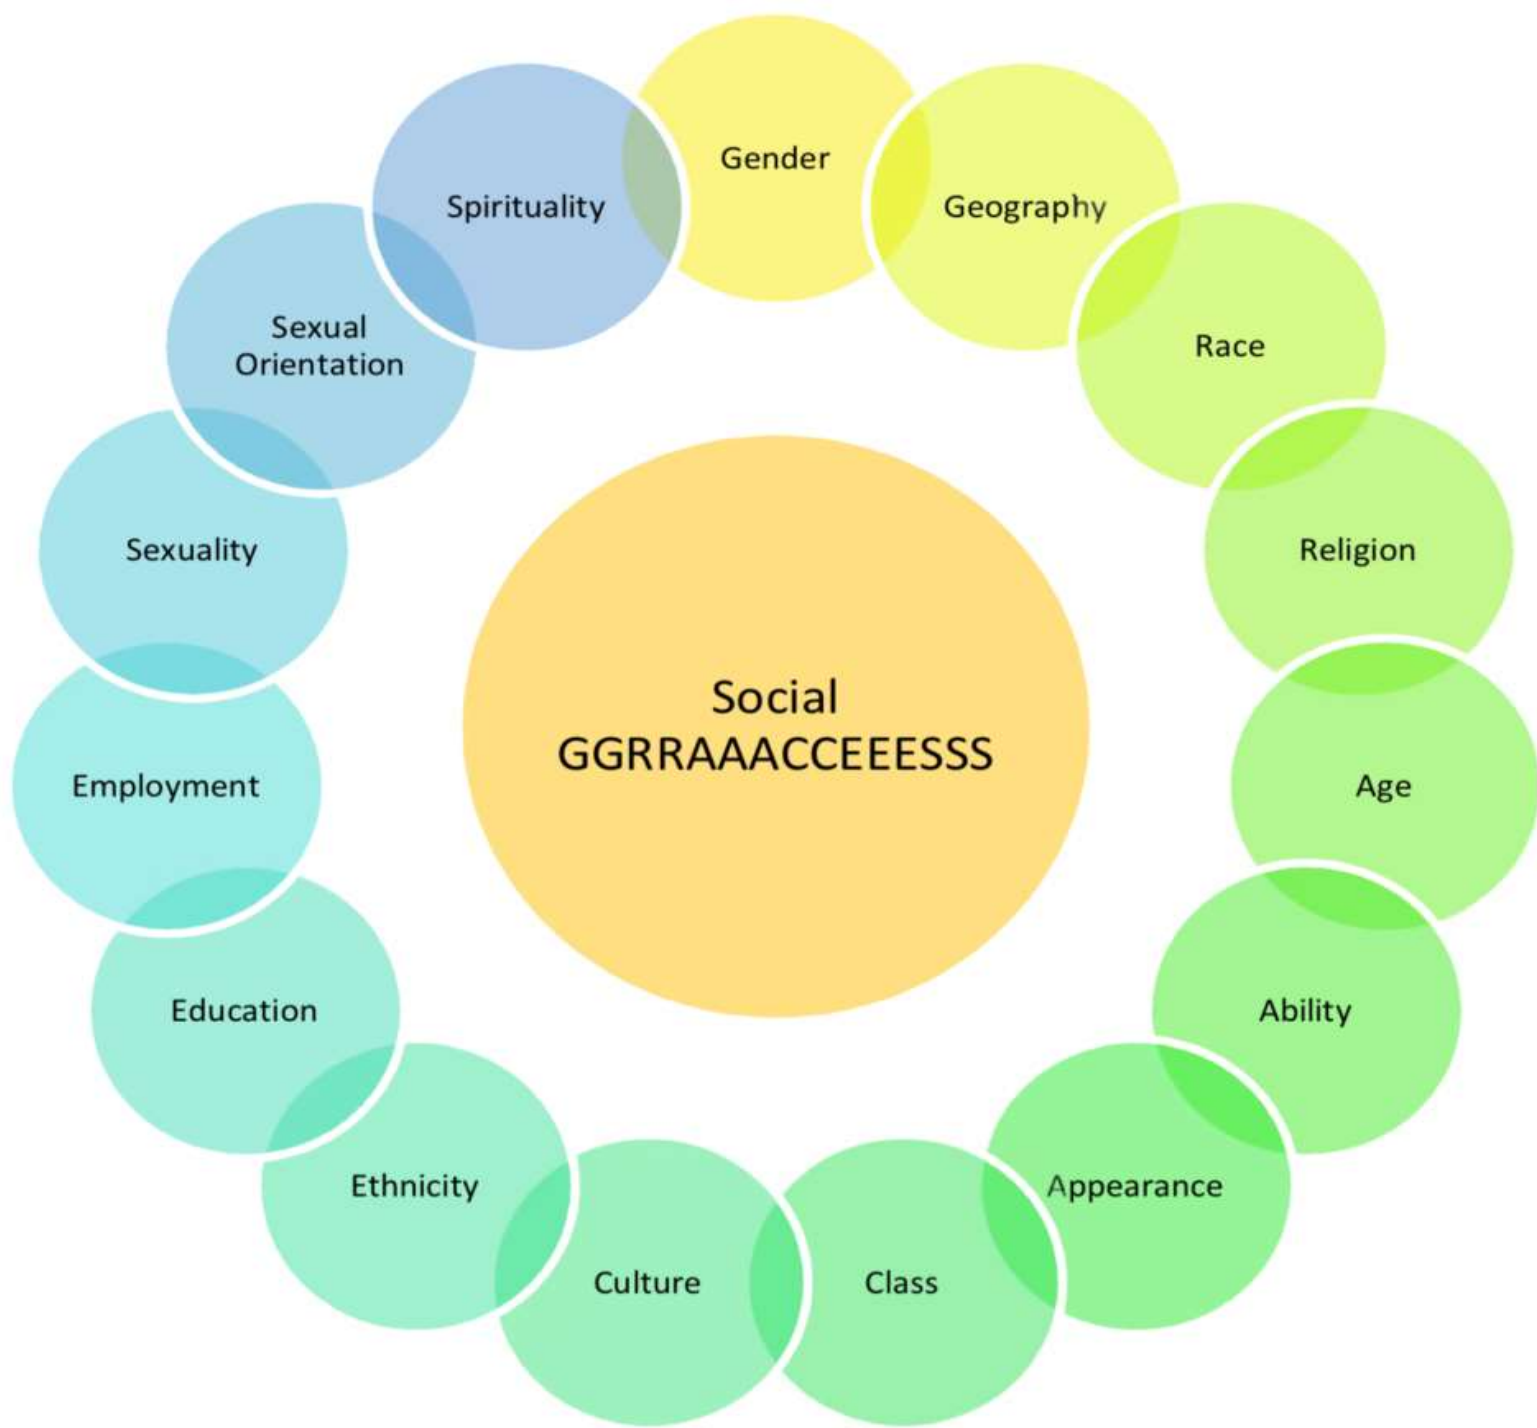 Gender
Geography
Race
Religion
Age
Ability
Appearance
Class
Culture
Ethnicity
Education
Employment
Sexuality
Sexual
Orientation
Spirituality
Social
GGRRAAACCEEESSS